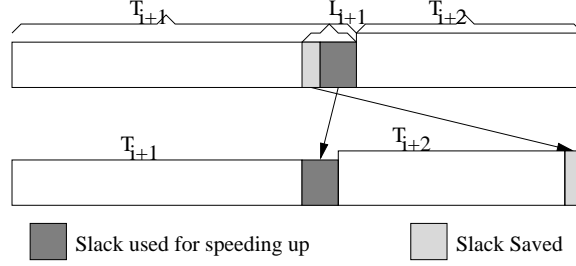 T_{i+1} L_{i+1} T_{i+2}
T_{i+1} T_{i+2}
Slack used for speeding up Slack Saved